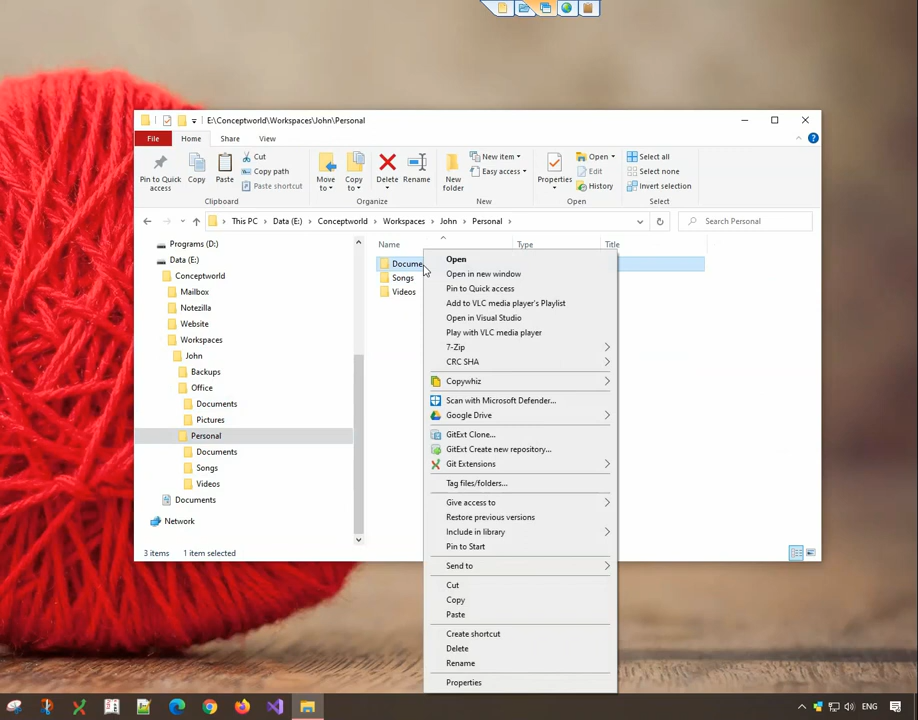 E:\Conceptworld\Workspaces\John\Personal
File Home Share View
Pin to Quick access
Copy
Paste
Cut
Copy path
Paste shortcut
Move to
Copy to
Delete
Rename
New folder
New item
Easy access
Properties
Open
Edit
History
Select all
Select none
Invert selection
Clipboard
Organize
New
Open
Select
This PC Data (E:) Conceptworld Workspaces John Personal
Search Personal
Programs (D:)
Data (E:)
Conceptworld
Mailbox
Notezilla
Website
Workspaces
John
Backups
Office
Documents
Pictures
Personal
Documents
Songs
Videos
Documents
Network
Name Type Title
Docume
Songs
Videos
Open
Open in new window
Pin to Quick access
Add to VLC media player's Playlist
Open in Visual Studio
Play with VLC media player
7-Zip
CRC SHA
Copywhiz
Scan with Microsoft Defender...
Google Drive
GitExt Clone...
GitExt Create new repository...
Git Extensions
Tag files/folders...
Give access to
Restore previous versions
Include in library
Pin to Start
Send to
Cut
Copy
Paste
Create shortcut
Delete
Rename
Properties
3 items 1 item selected
ENG